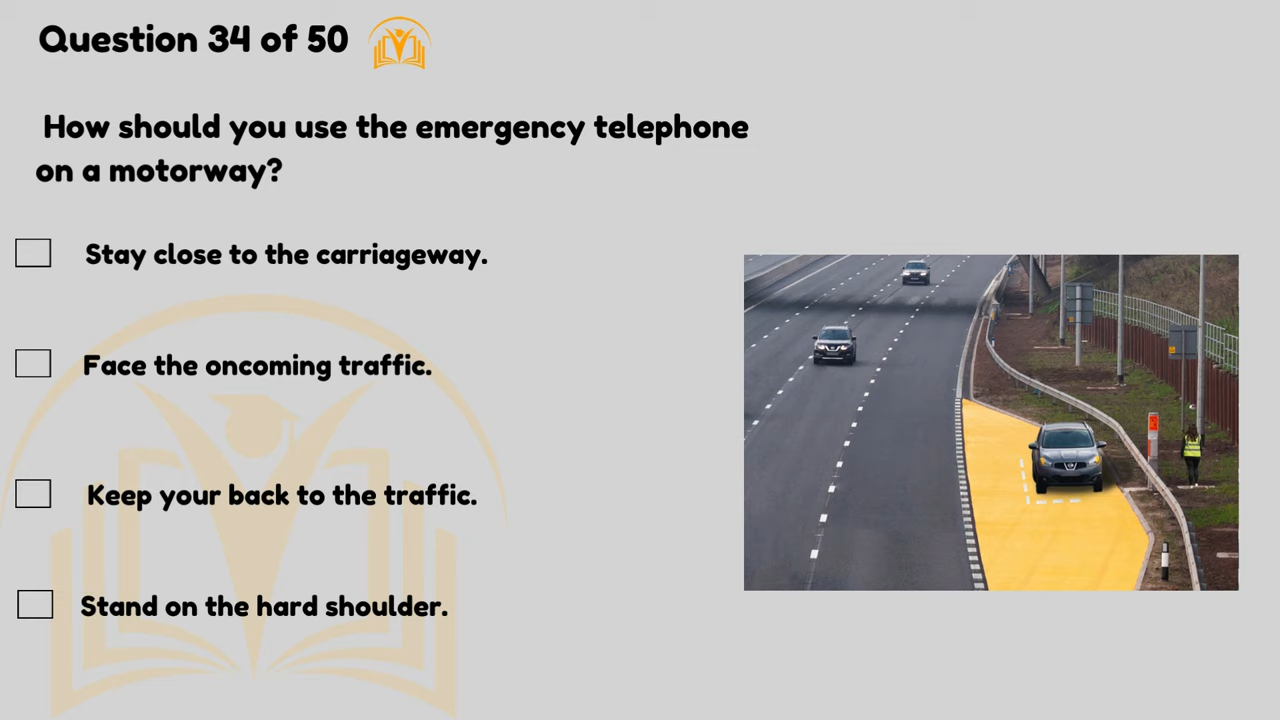 Question 34 of 50
How should you use the emergency telephone
on a motorway?
Stay close to the carriageway.
Face the oncoming traffic.
Keep your back to the traffic.
Stand on the hard shoulder.